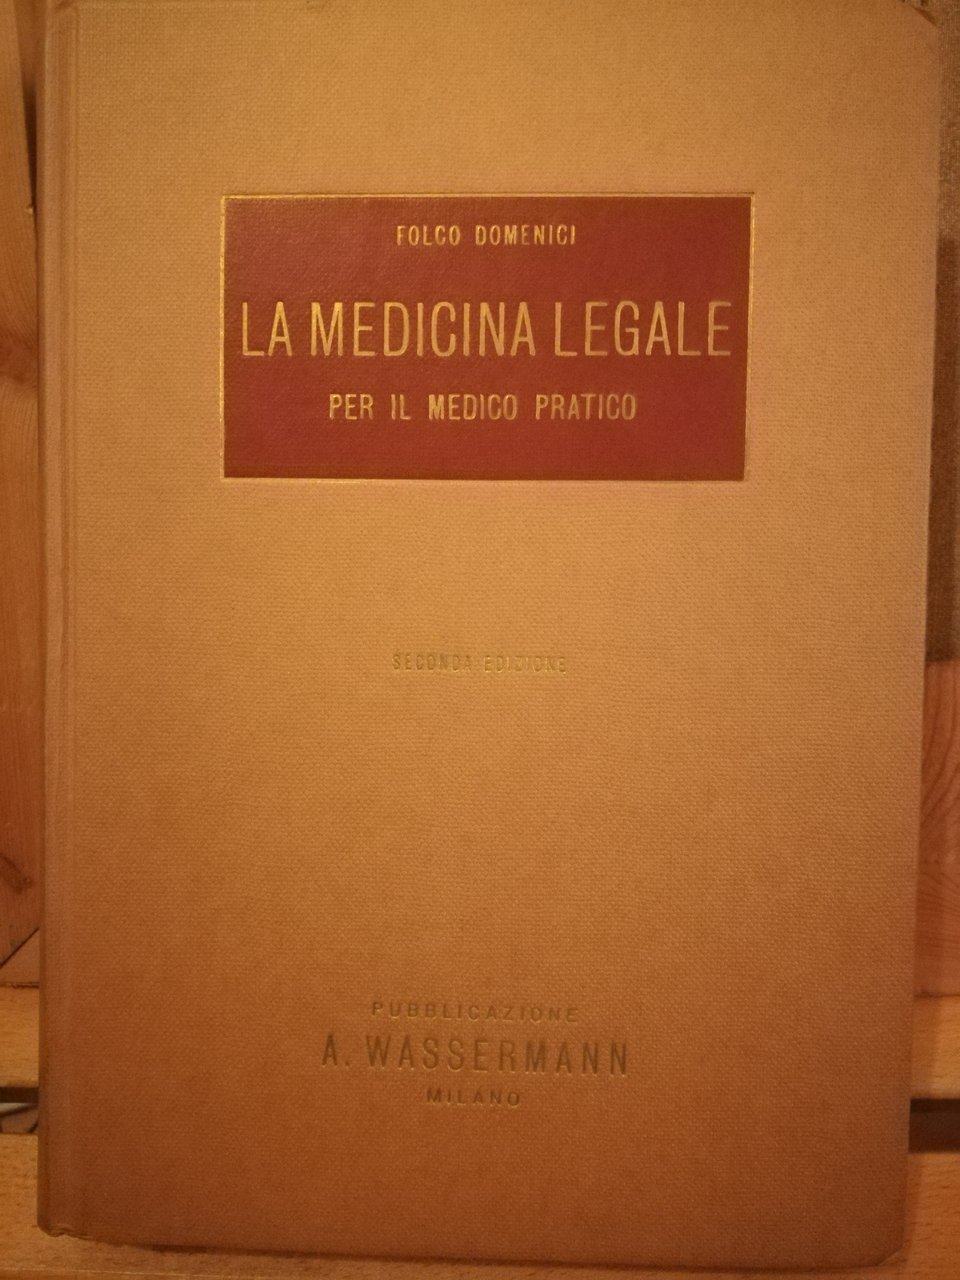 FOLCO DOMENICI
LA MEDICINA LEGALE
PER IL MEDICO PRATICO
SECONDA EDIZIONE
PUBBLICAZIONE
A. WASSERMANN
MILANO